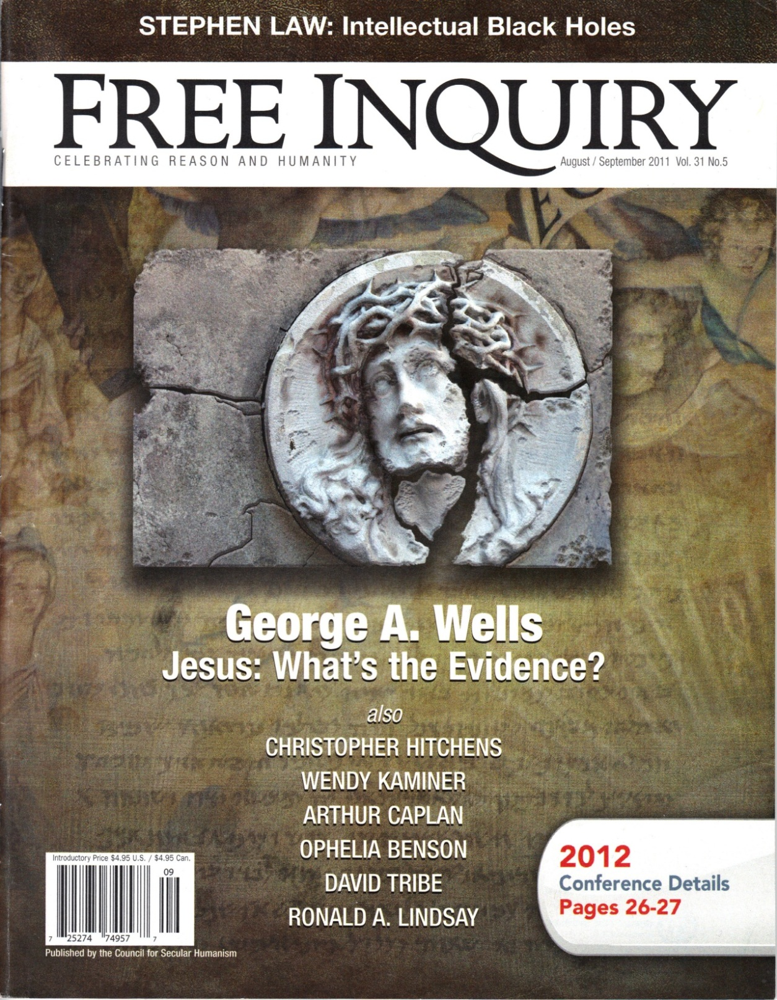 STEPHEN LAW: Intellectual Black Holes
FREE INQUIRY
CELEBRATING REASON AND HUMANITY
August / September 2011 Vol. 31 No.5
George A. Wells
Jesus: What's the Evidence?
also
CHRISTOPHER HITCHENS
WENDY KAMINER
ARTHUR CAPLAN
OPHELIA BENSON
DAVID TRIBE
RONALD A. LINDSAY
2012
Conference Details
Pages 26-27
Introductory Price $4.95 U.S. / $4.95 Can.
09
7 25274 74957 7
Published by the Council for Secular Humanism